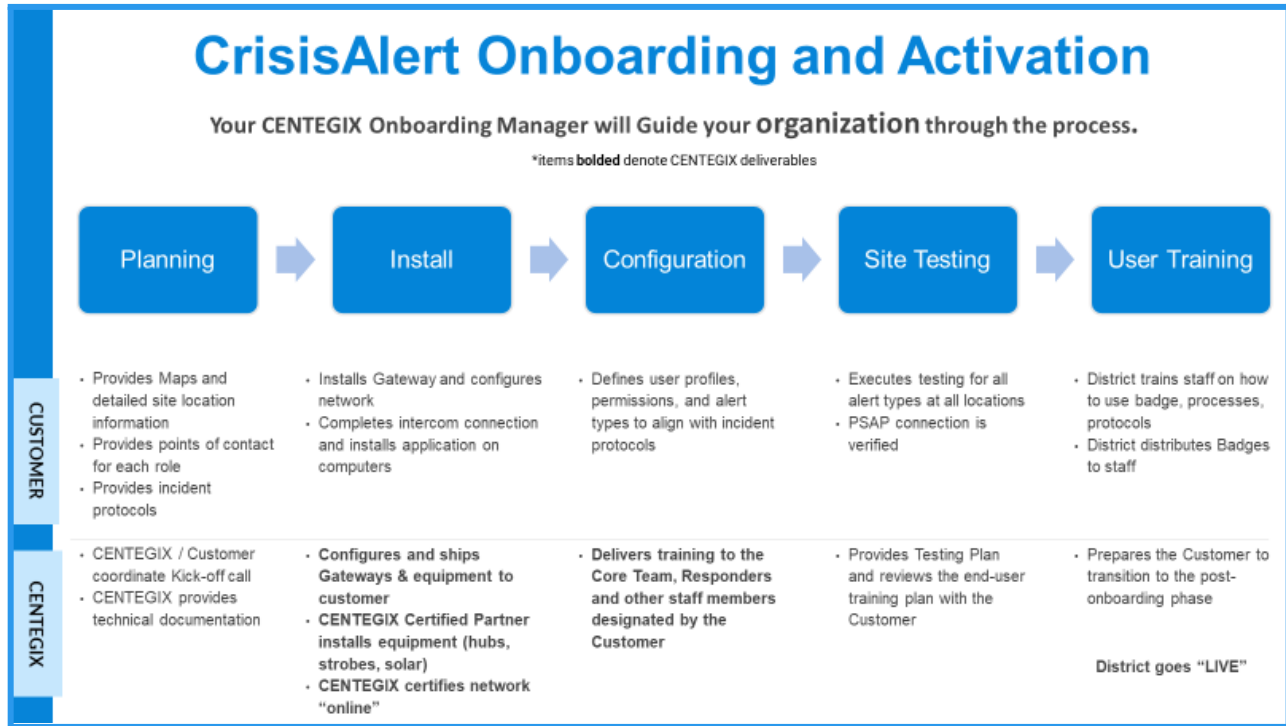 CrisisAlert Onboarding and Activation
Your CENTEGIX Onboarding Manager will Guide your organization through the process.
*items bolded denote CENTEGIX deliverables
Planning
Install
Configuration
Site Testing
User Training
CUSTOMER
• Provides Maps and
detailed site location
information
• Provides points of contact
for each role
• Provides incident
protocols
• Installs Gateway and configures
network
• Completes intercom connection
and installs application on
computers
• Defines user profiles,
permissions, and alert
types to align with incident
protocols
• Executes testing for all
alert types at all locations
• PSAP connection is
verified
• District trains staff on how
to use badge, processes,
protocols
• District distributes Badges
to staff
CENTEGIX
• CENTEGIX / Customer
coordinate Kick-off call
• CENTEGIX provides
technical documentation
• Configures and ships
Gateways & equipment to
customer
• CENTEGIX Certified Partner
installs equipment (hubs,
strobes, solar)
• CENTEGIX certifies network
“online”
• Delivers training to the
Core Team, Responders
and other staff members
designated by the
Customer
• Provides Testing Plan
and reviews the end-user
training plan with the
Customer
• Prepares the Customer to
transition to the post-
onboarding phase
District goes “LIVE”